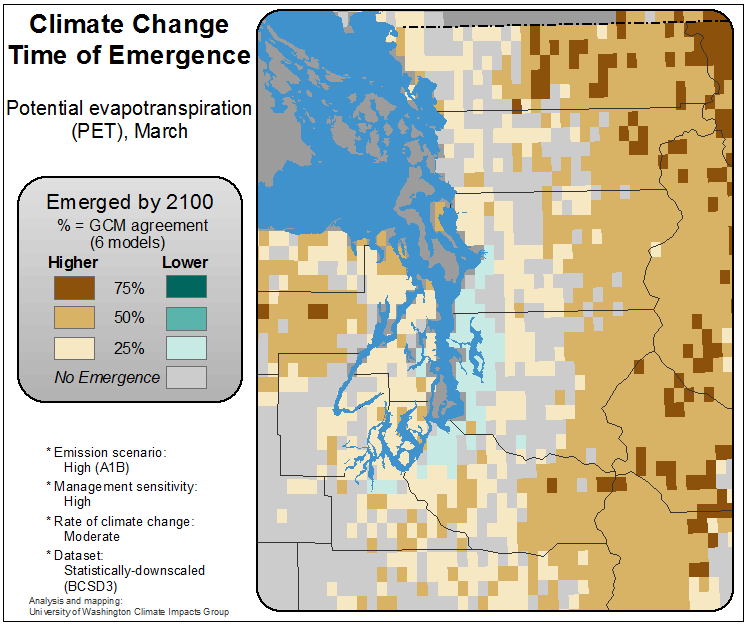 Climate Change
Time of Emergence
Potential evapotranspiration
(PET), March
Emerged by 2100
% = GCM agreement
(6 models)
Higher Lower
75%
50%
25%
No Emergence
* Emission scenario:
High (A1B)
* Management sensitivity:
High
* Rate of climate change:
Moderate
* Dataset:
Statistically-downscaled
(BCSD3)
Analysis and mapping:
University of Washington Climate Impacts Group